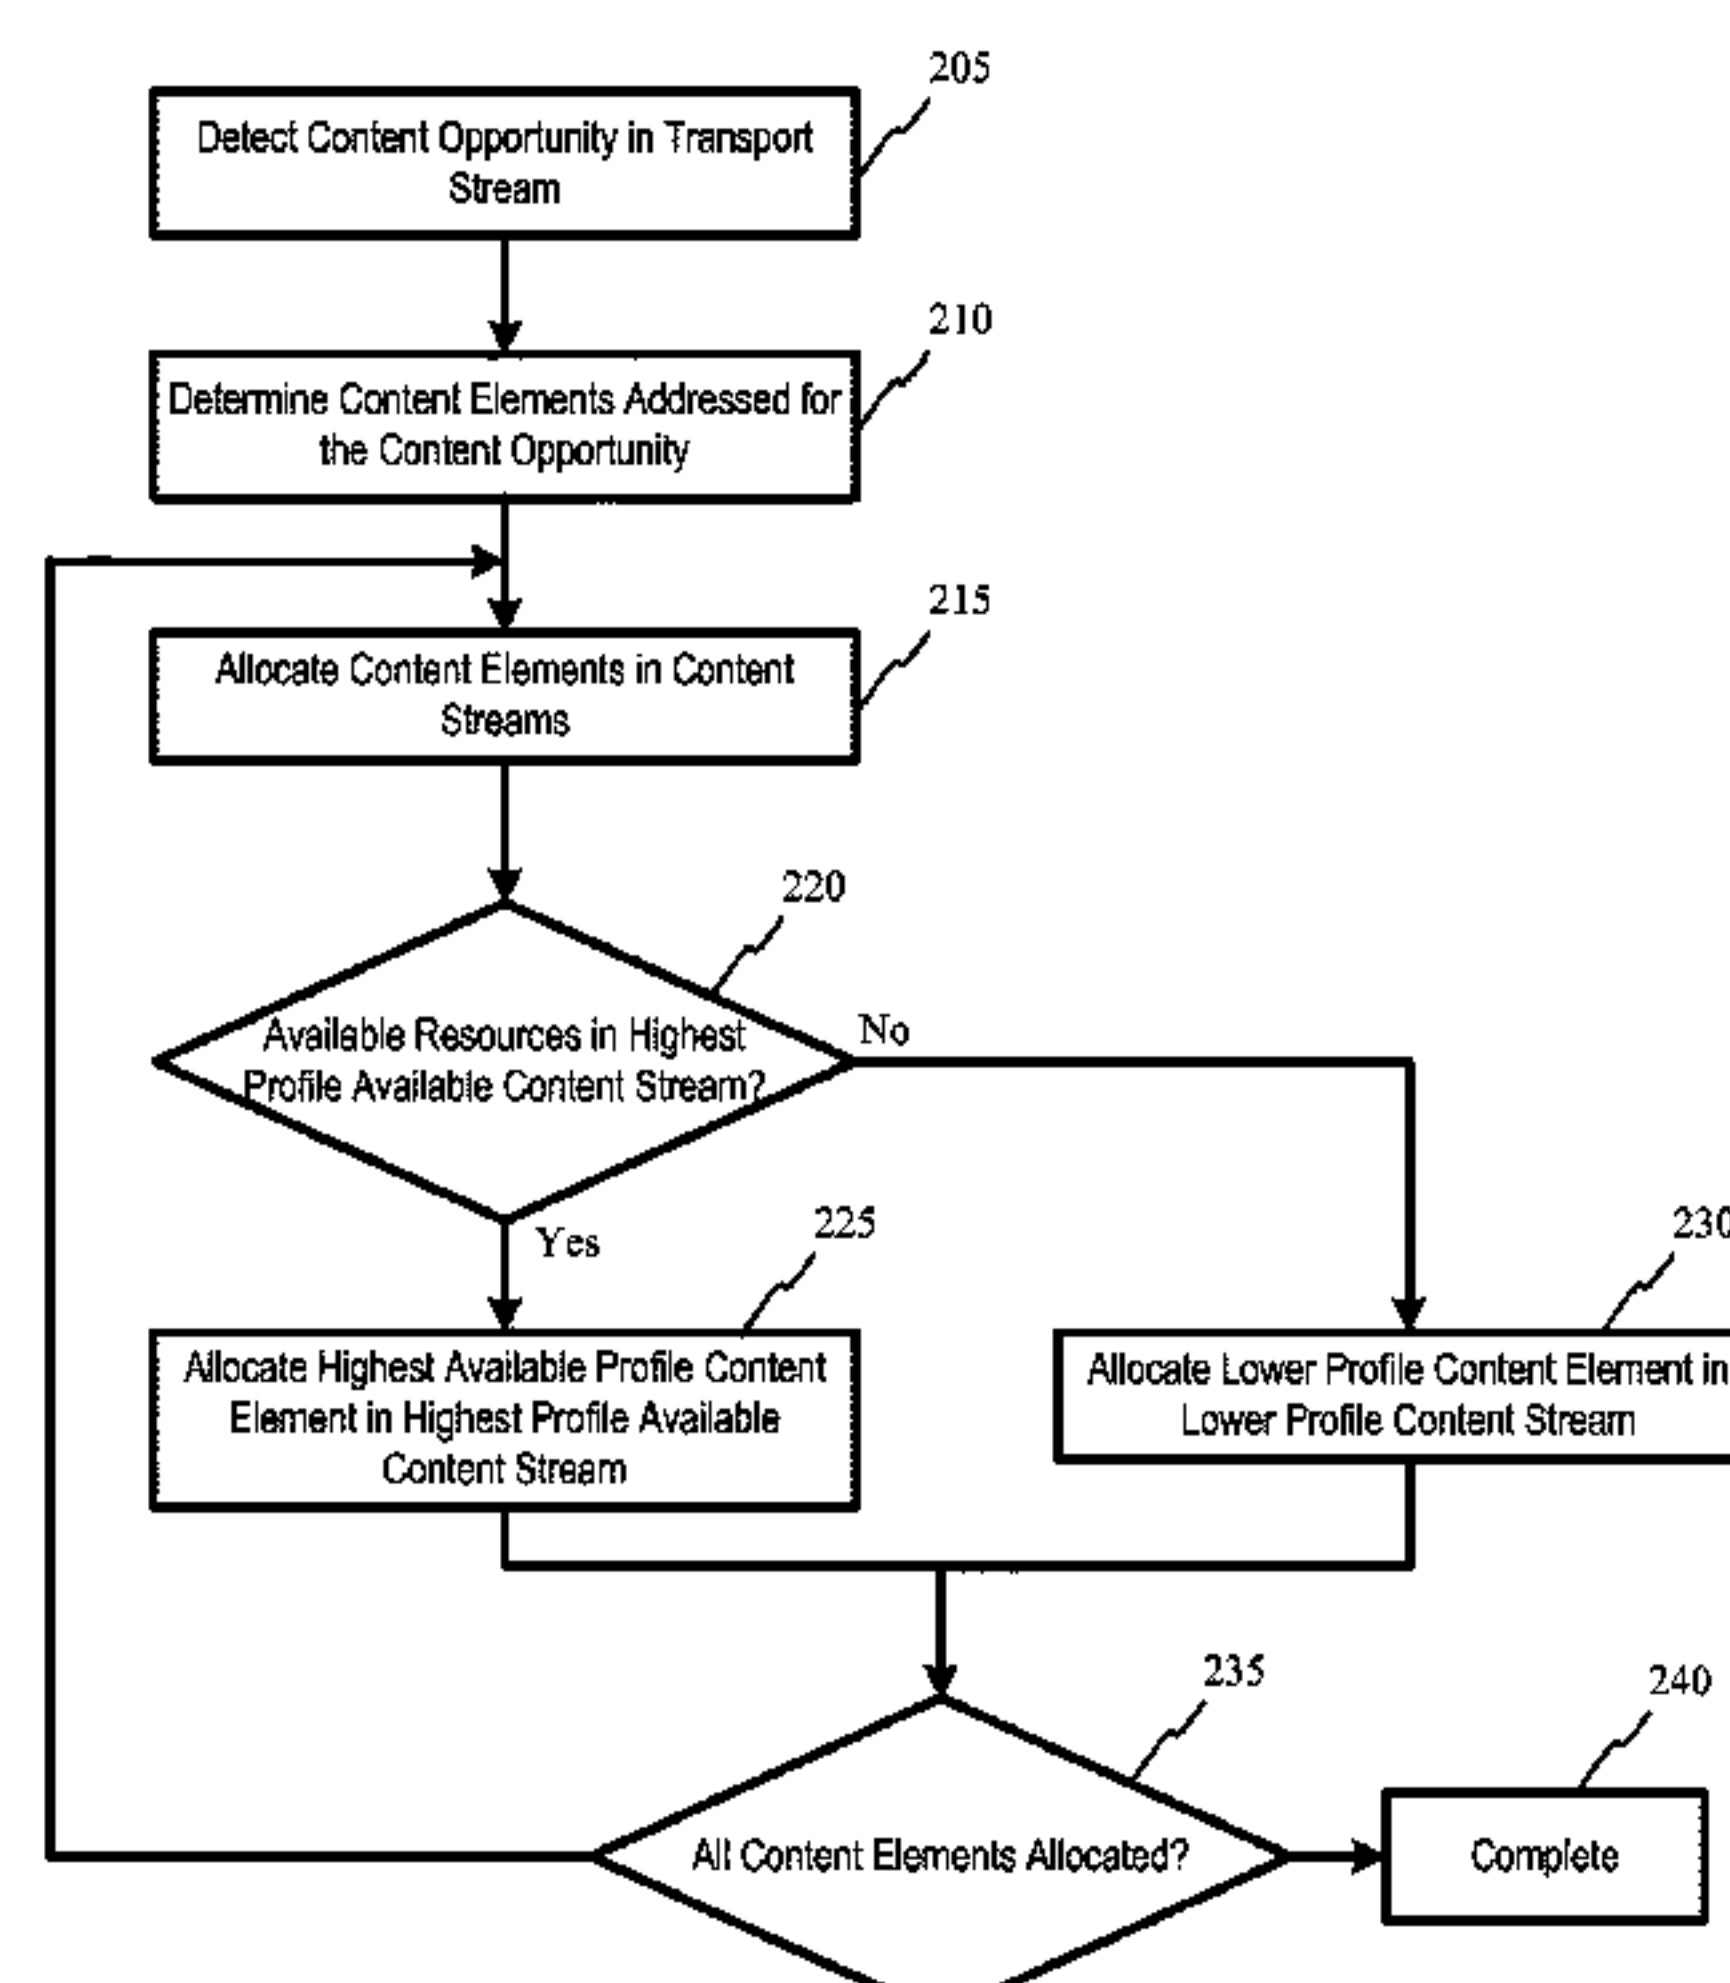 205
Detect Content Opportunity in Transport
Stream
210
Determine Content Elements Addressed for
the Content Opportunity
215
Allocate Content Elements in Content
Streams
220
Available Resources in Highest
Profile Available Content Stream?
No
Yes
225
230
Allocate Highest Available Profile Content
Element in Highest Profile Available
Content Stream
Allocate Lower Profile Content Element in
Lower Profile Content Stream
235
240
All Content Elements Allocated?
Complete